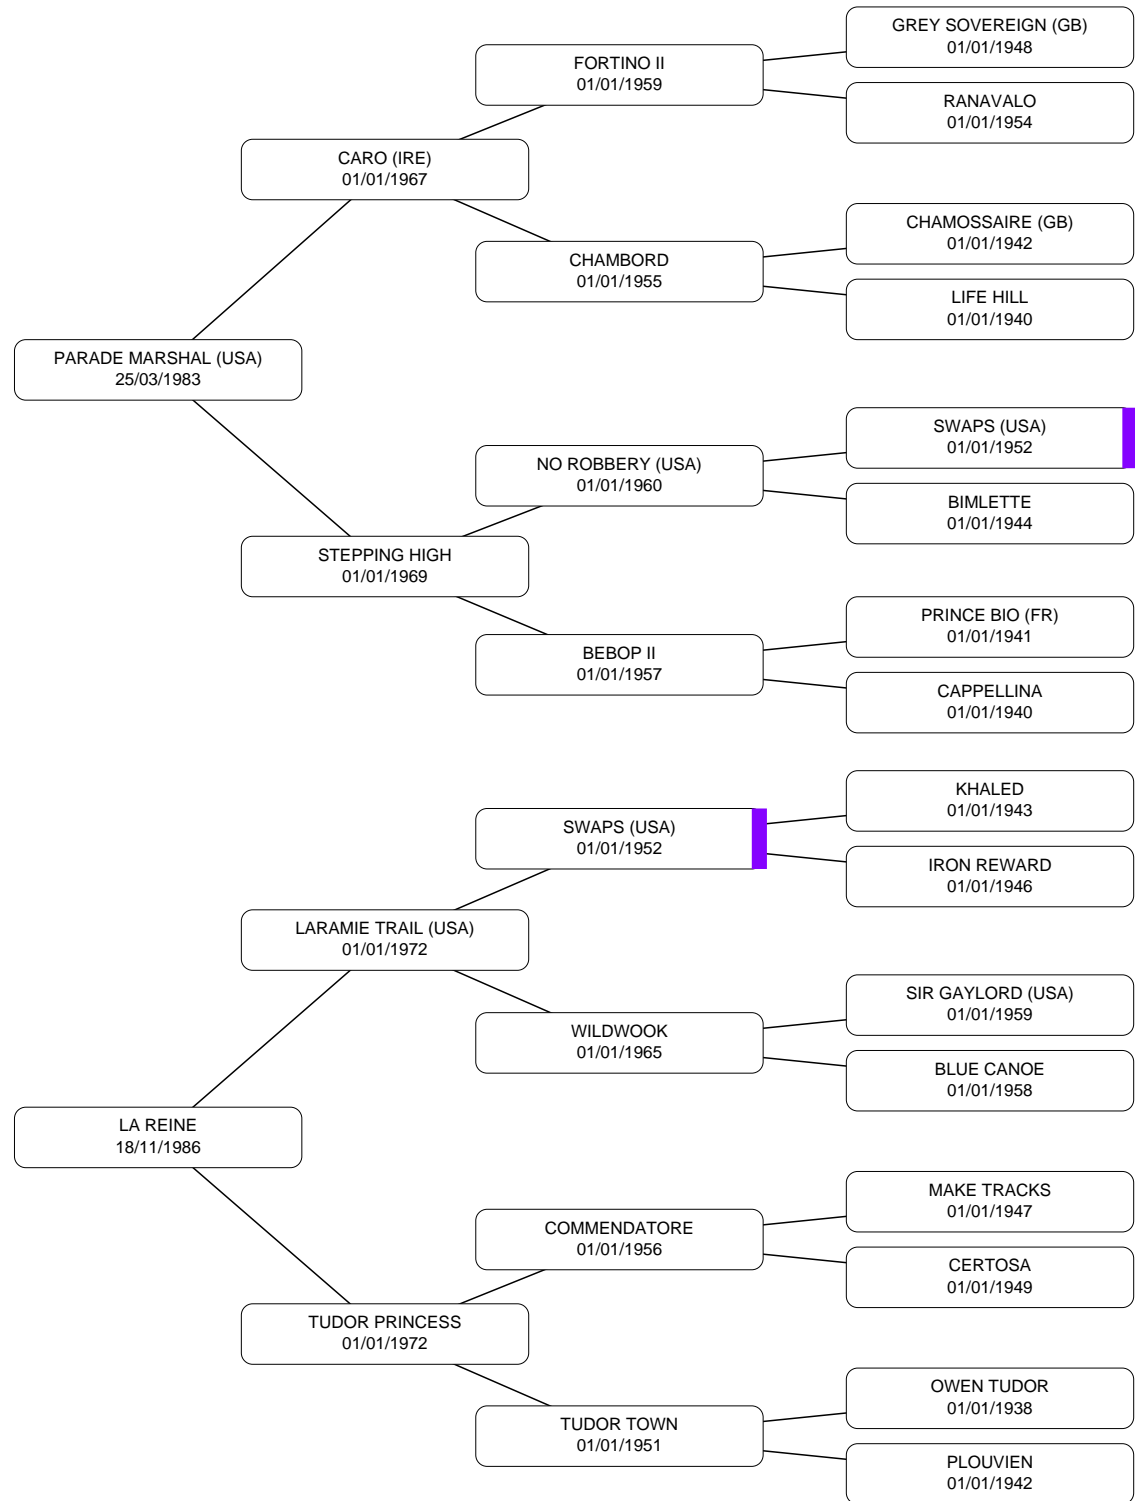 GREY SOVEREIGN (GB)
01/01/1948
FORTINO II
01/01/1959
RANAVALO
01/01/1954
CARO (IRE)
01/01/1967
CHAMOSSAIRE (GB)
01/01/1942
CHAMBORD
01/01/1955
LIFE HILL
01/01/1940
PARADE MARSHAL (USA)
25/03/1983
SWAPS (USA)
01/01/1952
NO ROBBERY (USA)
01/01/1960
BIMLETTE
01/01/1944
STEPPING HIGH
01/01/1969
PRINCE BIO (FR)
01/01/1941
BEBOP II
01/01/1957
CAPPELLINA
01/01/1940
KHALED
01/01/1943
SWAPS (USA)
01/01/1952
IRON REWARD
01/01/1946
LARAMIE TRAIL (USA)
01/01/1972
SIR GAYLORD (USA)
01/01/1959
WILDWOOK
01/01/1965
BLUE CANOE
01/01/1958
LA REINE
18/11/1986
MAKE TRACKS
01/01/1947
COMMENDATORE
01/01/1956
CERTOSA
01/01/1949
TUDOR PRINCESS
01/01/1972
OWEN TUDOR
01/01/1938
TUDOR TOWN
01/01/1951
PLOUVIEN
01/01/1942